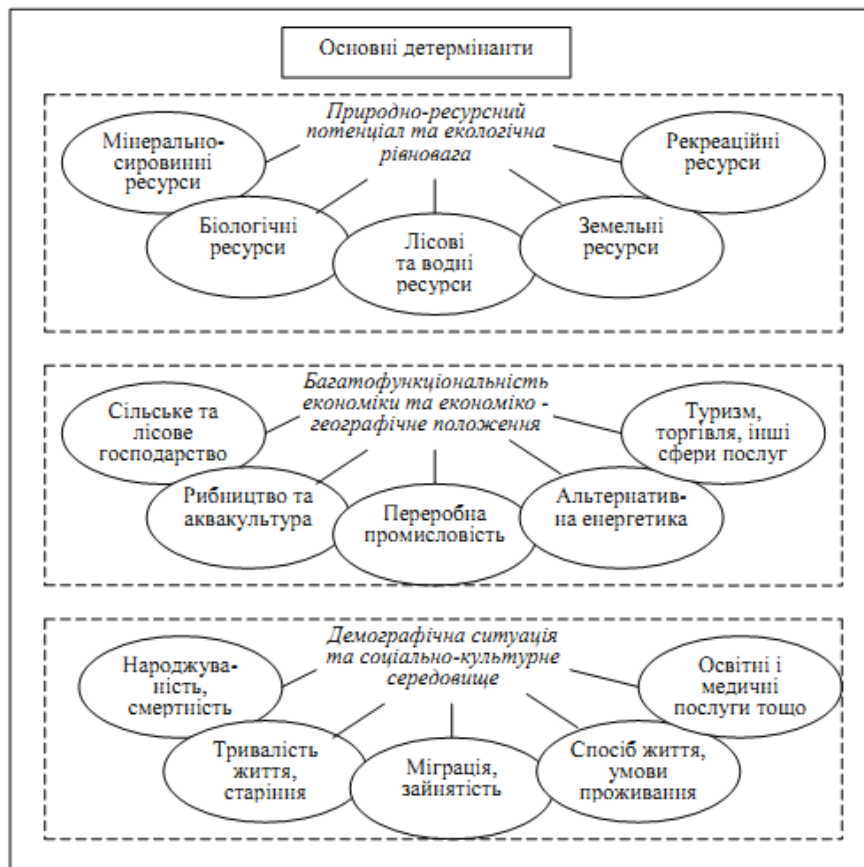 Основні детермінанти
Природно-ресурсний
потенціал та екологічна
рівновага
Мінерально-
сировинні
ресурси
Біологічні
ресурси
Лісові
та водні
ресурси
Земельні
ресурси
Рекреаційні
ресурси
Багатофункціональність
економіки та економіко -
географічне положення
Сільське та
лісове
господарство
Рибництво та
аквакультура
Переробна
промисловість
Альтернатив-
на енергетика
Туризм,
торгівля, інші
сфери послуг
Демографічна ситуація
та соціально-культурне
середовище
Народжува-
ність,
смертність
Тривалість
життя,
старіння
Міграція,
зайнятість
Спосіб життя,
умови
проживання
Освітні і
медичні
послуги тощо